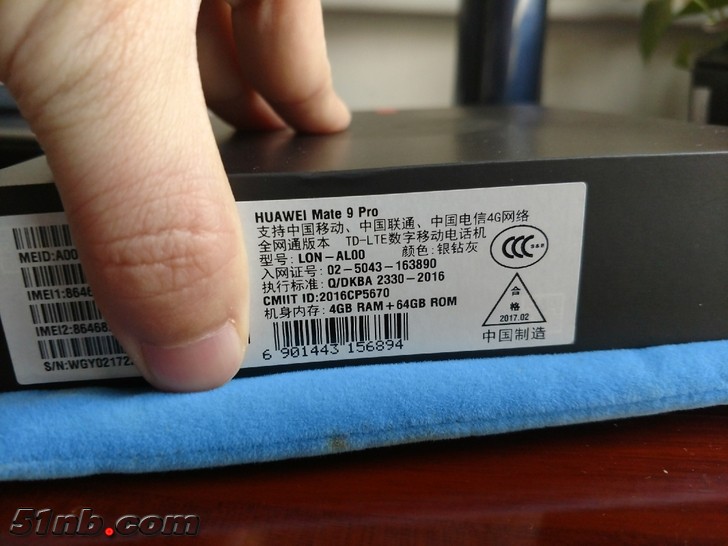 HUAWEI Mate 9 Pro
支持中国移动、中国联通、中国电信4G网络
全网通版本 TD-LTE数字移动电话机
型号: LON-AL00 颜色: 银钻灰
入网证号: 02-5043-163890
执行标准: Q/DKBA 2330-2016
CMIIT ID:2016CP5670
机身内存: 4GB RAM+64GB ROM
6 901443 156894
MEID:A00
IMEI1:8646
IMEI2:86468
S/N:WGY02172
CCC
合
格
2017.02
中国制造
51nb.com